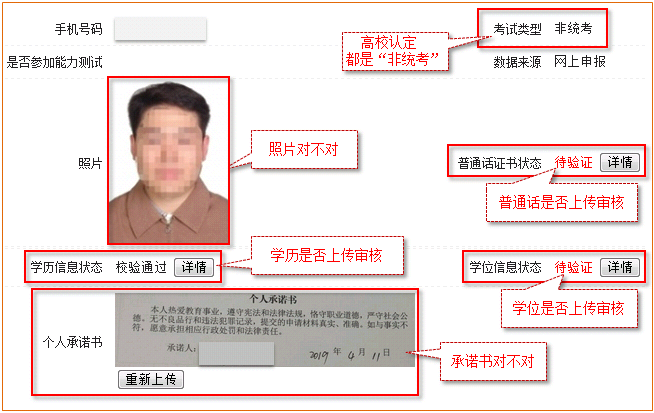 手机号码
高校认定
都是“非统考”
考试类型 非统考
是否参加能力测试
数据来源 网上申报
照片
照片对不对
普通话证书状态 待验证 详情
普通话是否上传审核
学历信息状态 校验通过 详情
学历是否上传审核
学位信息状态 待验证 详情
学位是否上传审核
个人承诺书
个人承诺书
本人热爱教育事业，遵守宪法和法律法规，恪守职业道德，严守社会公
德，无不良品行和违法犯罪记录，提交的申请材料真实、准确。如与事实不
符，愿意承担相应行政处罚和法律责任。
承诺人：
2019 年 4 月 11 日
承诺书对不对
重新上传